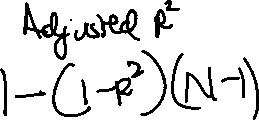 Adjusted R²
1-(1-R²)(N-1)